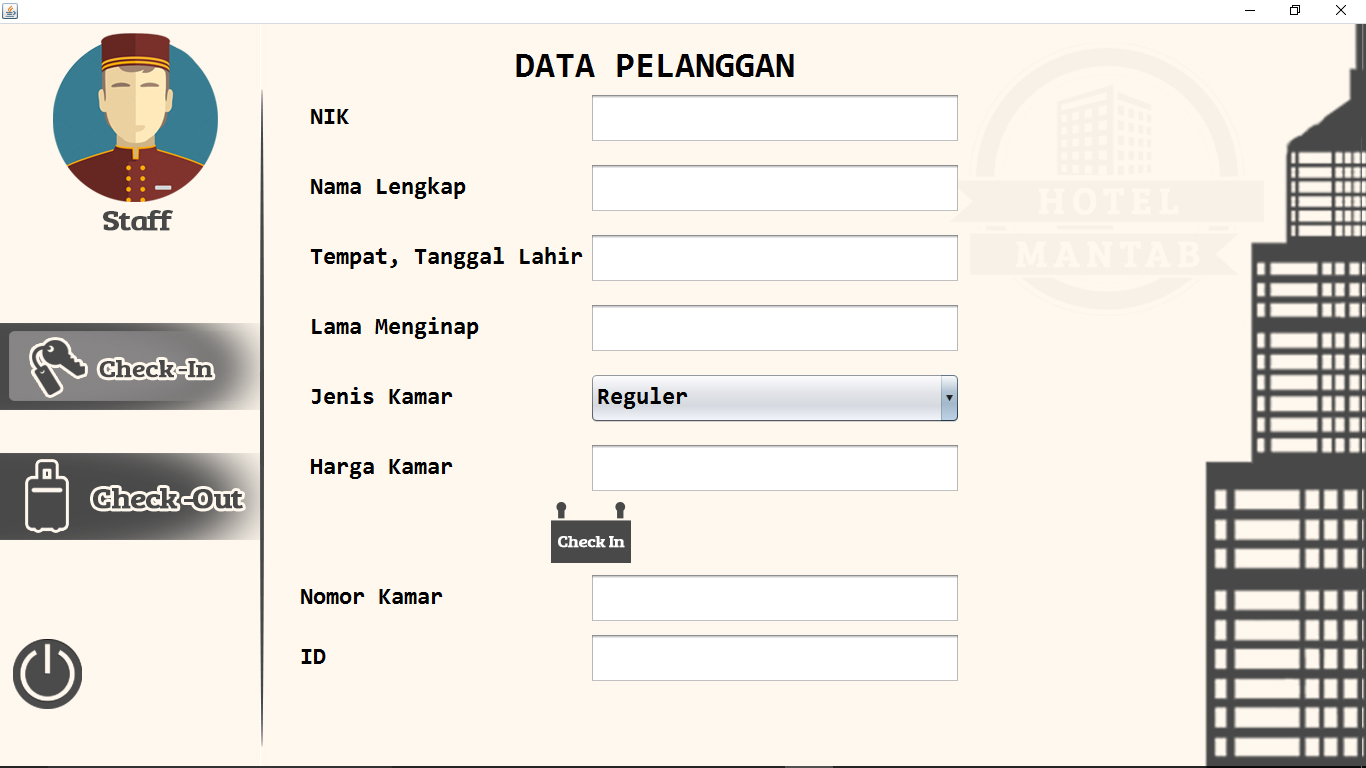 Staff
Check-In
Check-Out
DATA PELANGGAN
NIK
Nama Lengkap
Tempat, Tanggal Lahir
Lama Menginap
Jenis Kamar
Reguler
Harga Kamar
Check In
Nomor Kamar
ID
HOTEL
MANTAB